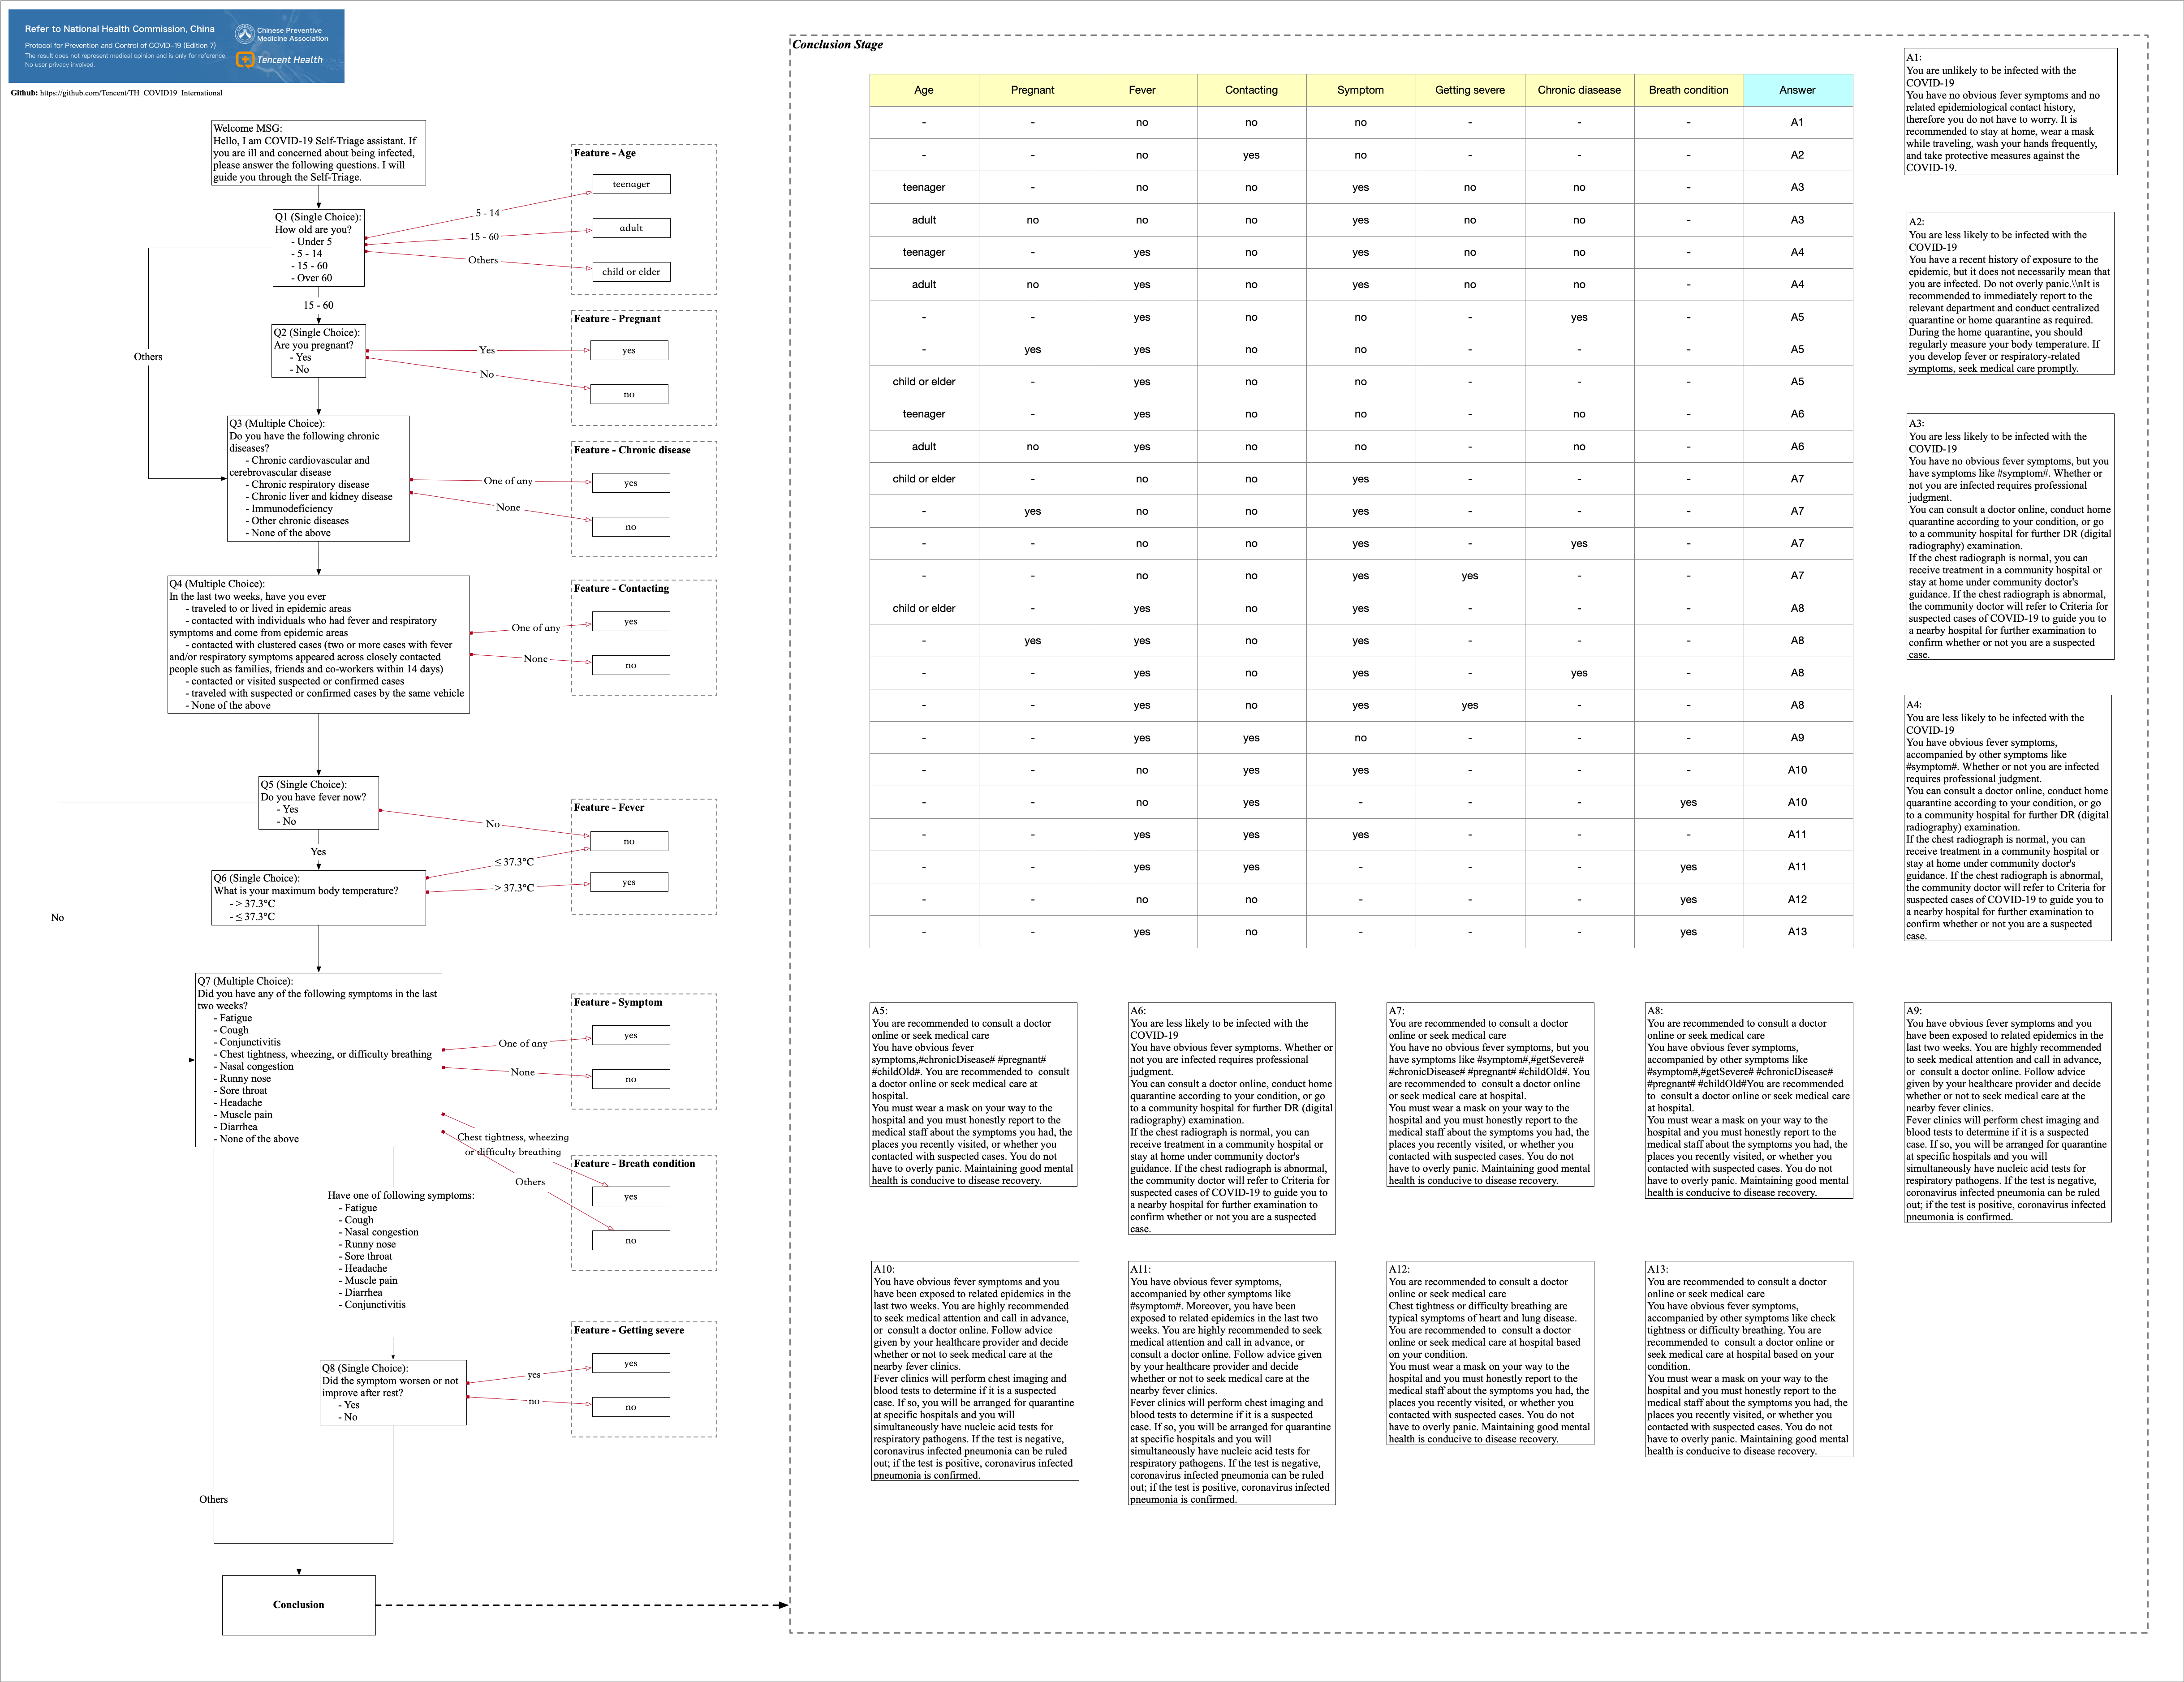 Refer to National Health Commission, China
Protocol for Prevention and Control of COVID-19 (Edition 7)
The result does not represent medical opinion and is only for reference.
No user privacy involved.
Chinese Preventive
Medicine Association
Tencent Health
Github: https://github.com/Tencent/TH_COVID19_International
Welcome MSG:
Hello, I am COVID-19 Self-Triage assistant. If
you are ill and concerned about being infected,
please answer the following questions. I will
guide you through the Self-Triage.
Q1 (Single Choice):
How old are you?
- Under 5
- 5 - 14
- 15 - 60
- Over 60
5 - 14
15 - 60
Others
Feature - Age
teenager
adult
child or elder
15 - 60
Others
Q2 (Single Choice):
Are you pregnant?
- Yes
- No
Yes
No
Feature - Pregnant
yes
no
Q3 (Multiple Choice):
Do you have the following chronic
diseases?
- Chronic cardiovascular and
cerebrovascular disease
- Chronic respiratory disease
- Chronic liver and kidney disease
- Immunodeficiency
- Other chronic diseases
- None of the above
One of any
None
Feature - Chronic disease
yes
no
Q4 (Multiple Choice):
In the last two weeks, have you ever
- traveled to or lived in epidemic areas
- contacted with individuals who had fever and respiratory
symptoms and come from epidemic areas
- contacted with clustered cases (two or more cases with fever
and/or respiratory symptoms appeared across closely contacted
people such as families, friends and co-workers within 14 days)
- contacted or visited suspected or confirmed cases
- traveled with suspected or confirmed cases by the same vehicle
- None of the above
One of any
None
Feature - Contacting
yes
no
Q5 (Single Choice):
Do you have fever now?
- Yes
- No
No
Yes
No
Q6 (Single Choice):
What is your maximum body temperature?
- > 37.3°C
- ≤ 37.3°C
≤ 37.3°C
> 37.3°C
Feature - Fever
no
yes
Q7 (Multiple Choice):
Did you have any of the following symptoms in the last
two weeks?
- Fatigue
- Cough
- Conjunctivitis
- Chest tightness, wheezing, or difficulty breathing
- Nasal congestion
- Runny nose
- Sore throat
- Headache
- Muscle pain
- Diarrhea
- None of the above
One of any
None
Feature - Symptom
yes
no
Chest tightness, wheezing
or difficulty breathing
Others
Feature - Breath condition
yes
no
Have one of following symptoms:
- Fatigue
- Cough
- Nasal congestion
- Runny nose
- Sore throat
- Headache
- Muscle pain
- Diarrhea
- Conjunctivitis
Q8 (Single Choice):
Did the symptom worsen or not
improve after rest?
- Yes
- No
yes
no
Feature - Getting severe
yes
no
Others
Conclusion
Conclusion Stage
Age Pregnant Fever Contacting Symptom Getting severe Chronic diasease Breath condition Answer
- - no no no - - - A1
- - no yes no - - - A2
teenager - no no yes no no - A3
adult no no no yes no no - A3
teenager - yes no yes no no - A4
adult no yes no yes no no - A4
- - yes no no - yes - A5
- yes yes no no - - - A5
child or elder - yes no no - - - A5
teenager - yes no no - no - A6
adult no yes no no - no - A6
child or elder - no no yes - - - A7
- yes no no yes - - - A7
- - no no yes - yes - A7
- - no no yes yes - - A7
child or elder - yes no yes - - - A8
- yes yes no yes - - - A8
- - yes no yes - yes - A8
- - yes no yes yes - - A8
- - yes yes no - - - A9
- - no yes yes - - - A10
- - no yes - - - yes A10
- - yes yes yes - - - A11
- - yes yes - - - yes A11
- - no no - - - yes A12
- - yes no - - - yes A13
A1:
You are unlikely to be infected with the
COVID-19
You have no obvious fever symptoms and no
related epidemiological contact history,
therefore you do not have to worry. It is
recommended to stay at home, wear a mask
while traveling, wash your hands frequently,
and take protective measures against the
COVID-19.
A2:
You are less likely to be infected with the
COVID-19
You have a recent history of exposure to the
epidemic, but it does not necessarily mean that
you are infected. Do not overly panic.\\nIt is
recommended to immediately report to the
relevant department and conduct centralized
quarantine or home quarantine as required.
During the home quarantine, you should
regularly measure your body temperature. If
you develop fever or respiratory-related
symptoms, seek medical care promptly.
A3:
You are less likely to be infected with the
COVID-19
You have no obvious fever symptoms, but you
have symptoms like #symptom#. Whether or
not you are infected requires professional
judgment.
You can consult a doctor online, conduct home
quarantine according to your condition, or go
to a community hospital for further DR (digital
radiography) examination.
If the chest radiograph is normal, you can
receive treatment in a community hospital or
stay at home under community doctor's
guidance. If the chest radiograph is abnormal,
the community doctor will refer to Criteria for
suspected cases of COVID-19 to guide you to
a nearby hospital for further examination to
confirm whether or not you are a suspected
case.
A4:
You are less likely to be infected with the
COVID-19
You have obvious fever symptoms,
accompanied by other symptoms like
#symptom#. Whether or not you are infected
requires professional judgment.
You can consult a doctor online, conduct home
quarantine according to your condition, or go
to a community hospital for further DR (digital
radiography) examination.
If the chest radiograph is normal, you can
receive treatment in a community hospital or
stay at home under community doctor's
guidance. If the chest radiograph is abnormal,
the community doctor will refer to Criteria for
suspected cases of COVID-19 to guide you to
a nearby hospital for further examination to
confirm whether or not you are a suspected
case.
A5:
You are recommended to consult a doctor
online or seek medical care
You have obvious fever
symptoms,#chronicDisease# #pregnant#
#childOld#. You are recommended to consult
a doctor online or seek medical care at
hospital.
You must wear a mask on your way to the
hospital and you must honestly report to the
medical staff about the symptoms you had, the
places you recently visited, or whether you
contacted with suspected cases. You do not
have to overly panic. Maintaining good mental
health is conducive to disease recovery.
A6:
You are less likely to be infected with the
COVID-19
You have obvious fever symptoms. Whether or
not you are infected requires professional
judgment.
You can consult a doctor online, conduct home
quarantine according to your condition, or go
to a community hospital for further DR (digital
radiography) examination.
If the chest radiograph is normal, you can
receive treatment in a community hospital or
stay at home under community doctor's
guidance. If the chest radiograph is abnormal,
the community doctor will refer to Criteria for
suspected cases of COVID-19 to guide you to
a nearby hospital for further examination to
confirm whether or not you are a suspected
case.
A7:
You are recommended to consult a doctor
online or seek medical care
You have no obvious fever symptoms, but you
have symptoms like #symptom#,#getSevere#
#chronicDisease# #pregnant# #childOld#. You
are recommended to consult a doctor online
or seek medical care at hospital.
You must wear a mask on your way to the
hospital and you must honestly report to the
medical staff about the symptoms you had, the
places you recently visited, or whether you
contacted with suspected cases. You do not
have to overly panic. Maintaining good mental
health is conducive to disease recovery.
A8:
You are recommended to consult a doctor
online or seek medical care
You have obvious fever symptoms,
accompanied by other symptoms like
#symptom#,#getSevere# #chronicDisease#
#pregnant# #childOld#You are recommended
to consult a doctor online or seek medical care
at hospital.
You must wear a mask on your way to the
hospital and you must honestly report to the
medical staff about the symptoms you had, the
places you recently visited, or whether you
contacted with suspected cases. You do not
have to overly panic. Maintaining good mental
health is conducive to disease recovery.
A9:
You have obvious fever symptoms and you
have been exposed to related epidemics in the
last two weeks. You are highly recommended
to seek medical attention and call in advance,
or consult a doctor online. Follow advice
given by your healthcare provider and decide
whether or not to seek medical care at the
nearby fever clinics.
Fever clinics will perform chest imaging and
blood tests to determine if it is a suspected
case. If so, you will be arranged for quarantine
at specific hospitals and you will
simultaneously have nucleic acid tests for
respiratory pathogens. If the test is negative,
coronavirus infected pneumonia can be ruled
out; if the test is positive, coronavirus infected
pneumonia is confirmed.
A10:
You have obvious fever symptoms and you
have been exposed to related epidemics in the
last two weeks. You are highly recommended
to seek medical attention and call in advance,
or consult a doctor online. Follow advice
given by your healthcare provider and decide
whether or not to seek medical care at the
nearby fever clinics.
Fever clinics will perform chest imaging and
blood tests to determine if it is a suspected
case. If so, you will be arranged for quarantine
at specific hospitals and you will
simultaneously have nucleic acid tests for
respiratory pathogens. If the test is negative,
coronavirus infected pneumonia can be ruled
out; if the test is positive, coronavirus infected
pneumonia is confirmed.
A11:
You have obvious fever symptoms,
accompanied by other symptoms like
#symptom#. Moreover, you have been
exposed to related epidemics in the last two
weeks. You are highly recommended to seek
medical attention and call in advance, or
consult a doctor online. Follow advice given
by your healthcare provider and decide
whether or not to seek medical care at the
nearby fever clinics.
Fever clinics will perform chest imaging and
blood tests to determine if it is a suspected
case. If so, you will be arranged for quarantine
at specific hospitals and you will
simultaneously have nucleic acid tests for
respiratory pathogens. If the test is negative,
coronavirus infected pneumonia can be ruled
out; if the test is positive, coronavirus infected
pneumonia is confirmed.
A12:
You are recommended to consult a doctor
online or seek medical care
Chest tightness or difficulty breathing are
typical symptoms of heart and lung disease.
You are recommended to consult a doctor
online or seek medical care at hospital based
on your condition.
You must wear a mask on your way to the
hospital and you must honestly report to the
medical staff about the symptoms you had, the
places you recently visited, or whether you
contacted with suspected cases. You do not
have to overly panic. Maintaining good mental
health is conducive to disease recovery.
A13:
You are recommended to consult a doctor
online or seek medical care
You have obvious fever symptoms,
accompanied by other symptoms like check
tightness or difficulty breathing. You are
recommended to consult a doctor online or
seek medical care at hospital based on your
condition.
You must wear a mask on your way to the
hospital and you must honestly report to the
medical staff about the symptoms you had, the
places you recently visited, or whether you
contacted with suspected cases. You do not
have to overly panic. Maintaining good mental
health is conducive to disease recovery.